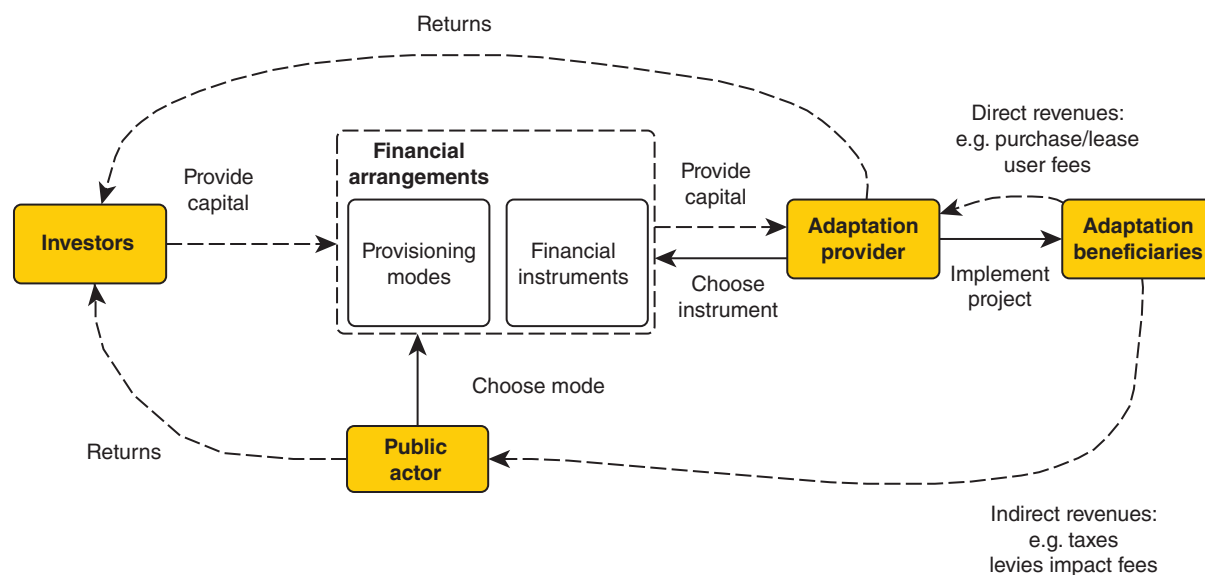 Returns
Direct revenues:
e.g. purchase/lease
user fees
Financial
arrangements
Provide
capital
Provide
capital
Investors
Provisioning
modes
Financial
instruments
Adaptation
provider
Adaptation
beneficiaries
Choose
instrument
Implement
project
Choose mode
Returns
Public
actor
Indirect revenues:
e.g. taxes
levies impact fees